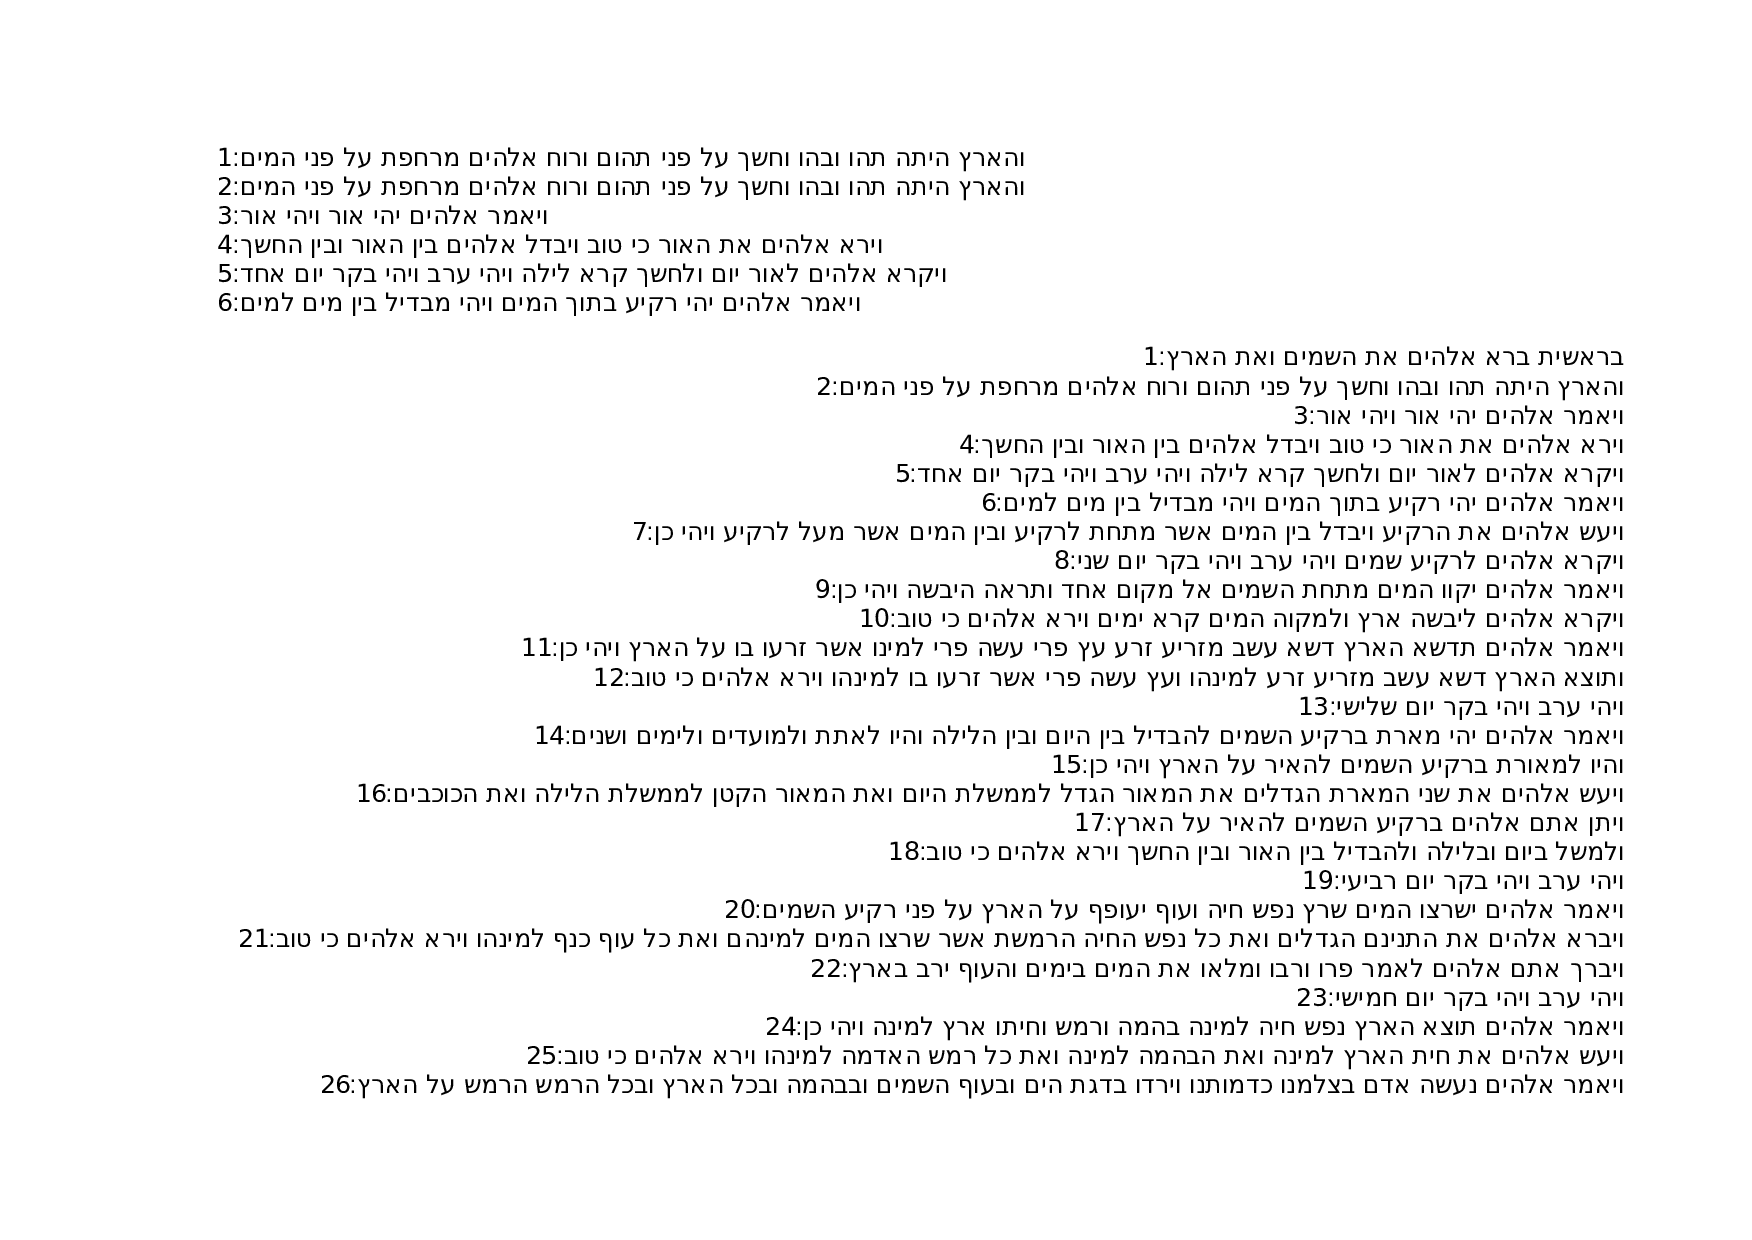 והארץ היתה תהו ובהו וחשך על פני תהום ורוח אלהים מרחפת על פני המים:1
והארץ היתה תהו ובהו וחשך על פני תהום ורוח אלהים מרחפת על פני המים:2
ויאמר אלהים יהי אור ויהי אור:3
וירא אלהים את האור כי טוב ויבדל אלהים בין האור ובין החשך:4
ויקרא אלהים לאור יום ולחשך קרא לילה ויהי ערב ויהי בקר יום אחד:5
ויאמר אלהים יהי רקיע בתוך המים ויהי מבדיל בין מים למים:6
בראשית ברא אלהים את השמים ואת הארץ:1
והארץ היתה תהו ובהו וחשך על פני תהום ורוח אלהים מרחפת על פני המים:2
ויאמר אלהים יהי אור ויהי אור:3
וירא אלהים את האור כי טוב ויבדל אלהים בין האור ובין החשך:4
ויקרא אלהים לאור יום ולחשך קרא לילה ויהי ערב ויהי בקר יום אחד:5
ויאמר אלהים יהי רקיע בתוך המים ויהי מבדיל בין מים למים:6
ויעש אלהים את הרקיע ויבדל בין המים אשר מתחת לרקיע ובין המים אשר מעל לרקיע ויהי כן:7
ויקרא אלהים לרקיע שמים ויהי ערב ויהי בקר יום שני:8
ויאמר אלהים יקוו המים מתחת השמים אל מקום אחד ותראה היבשה ויהי כן:9
ויקרא אלהים ליבשה ארץ ולמקוה המים קרא ימים וירא אלהים כי טוב:10
ויאמר אלהים תדשא הארץ דשא עשב מזריע זרע עץ פרי עשה פרי למינו אשר זרעו בו על הארץ ויהי כן:11
ותוצא הארץ דשא עשב מזריע זרע למינהו ועץ עשה פרי אשר זרעו בו למינהו וירא אלהים כי טוב:12
ויהי ערב ויהי בקר יום שלישי:13
ויאמר אלהים יהי מארת ברקיע השמים להבדיל בין היום ובין הלילה והיו לאתת ולמועדים ולימים ושנים:14
והיו למאורת ברקיע השמים להאיר על הארץ ויהי כן:15
ויעש אלהים את שני המארת הגדלים את המאור הגדל לממשלת היום ואת המאור הקטן לממשלת הלילה ואת הכוכבים:16
ויתן אתם אלהים ברקיע השמים להאיר על הארץ:17
ולמשל ביום ובלילה ולהבדיל בין האור ובין החשך וירא אלהים כי טוב:18
ויהי ערב ויהי בקר יום רביעי:19
ויאמר אלהים ישרצו המים שרץ נפש חיה ועוף יעופף על הארץ על פני רקיע השמים:20
ויברא אלהים את התנינם הגדלים ואת כל נפש החיה הרמשת אשר שרצו המים למינהם ואת כל עוף כנף למינהו וירא אלהים כי טוב:21
ויברך אתם אלהים לאמר פרו ורבו ומלאו את המים בימים והעוף ירב בארץ:22
ויהי ערב ויהי בקר יום חמישי:23
ויאמר אלהים תוצא הארץ נפש חיה למינה בהמה ורמש וחיתו ארץ למינה ויהי כן:24
ויעש אלהים את חית הארץ למינה ואת הבהמה למינה ואת כל רמש האדמה למינהו וירא אלהים כי טוב:25
ויאמר אלהים נעשה אדם בצלמנו כדמותנו וירדו בדגת הים ובעוף השמים ובבהמה ובכל הארץ ובכל הרמש הרמש על הארץ:26